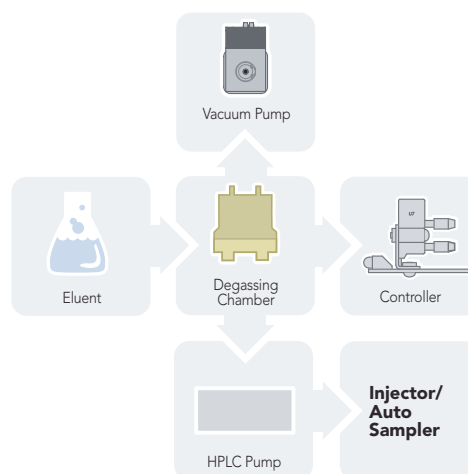 Vacuum Pump
Eluent
Degassing
Chamber
Controller
HPLC Pump
Injector/
Auto
Sampler